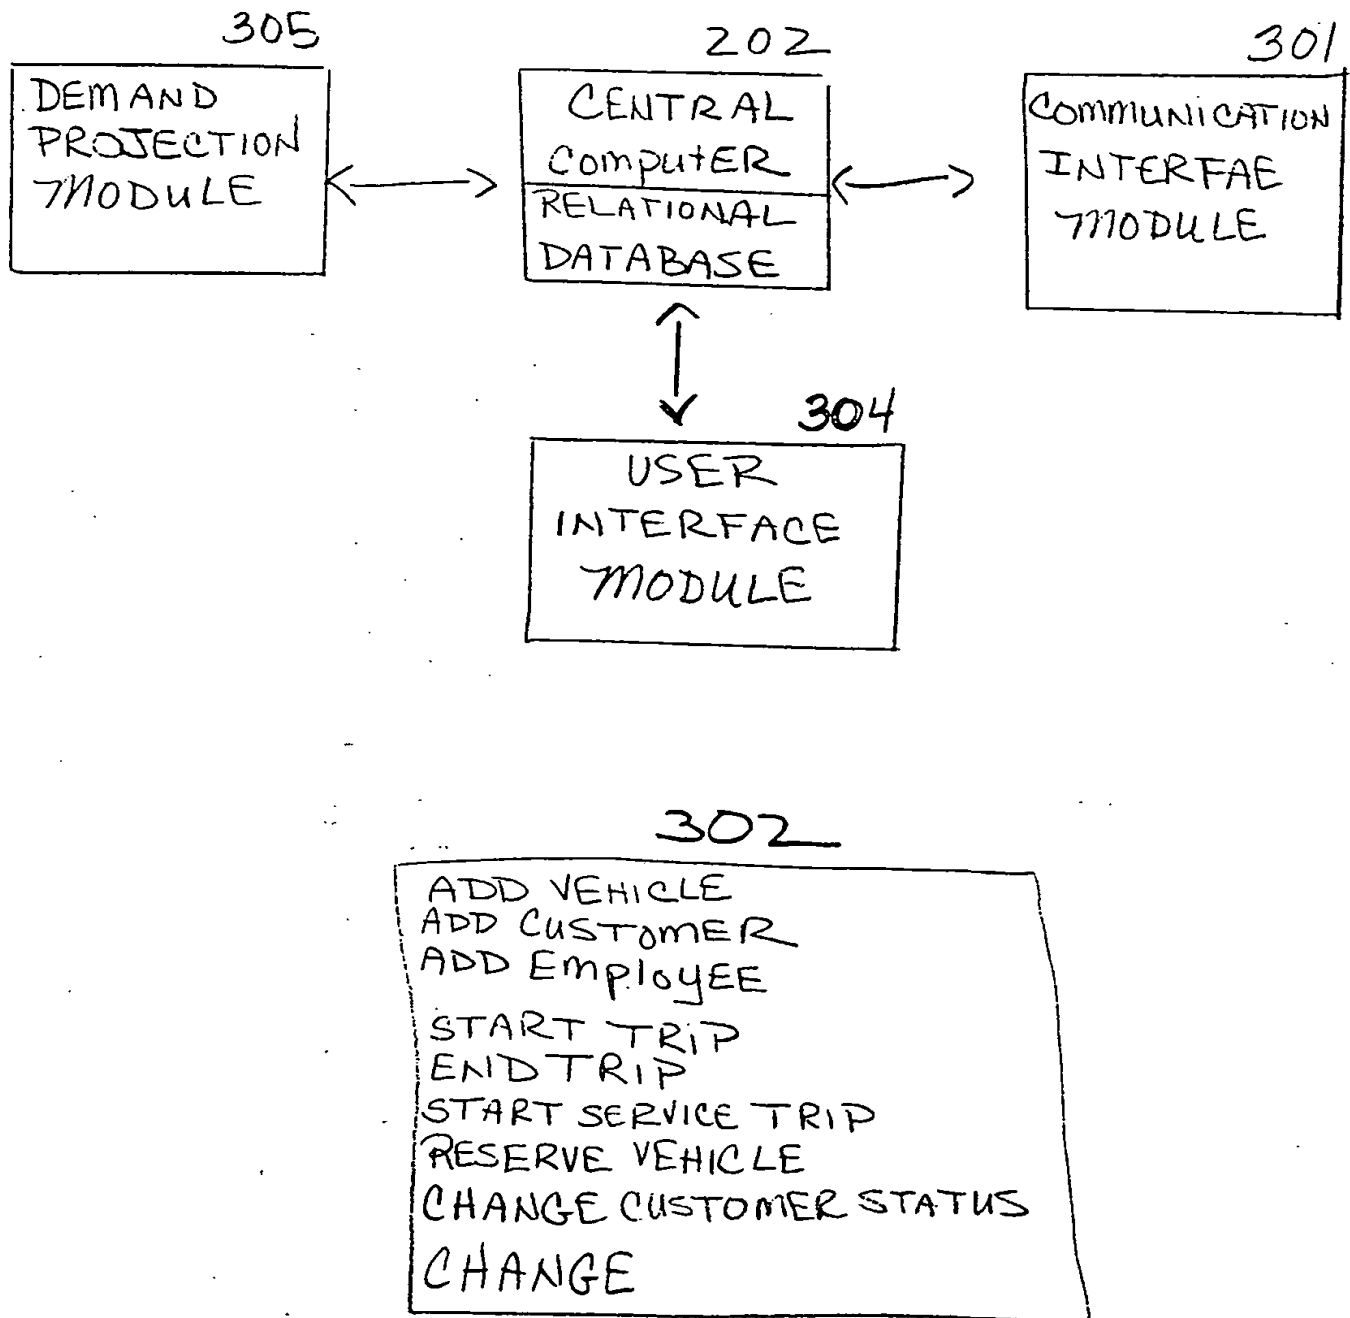 305
DEMAND
PROJECTION
MODULE
202
CENTRAL
COMPUTER
RELATIONAL
DATABASE
301
COMMUNICATION
INTERFAE
MODULE
304
USER
INTERFACE
MODULE
302
ADD VEHICLE
ADD CUSTOMER
ADD EMPLOYEE
START TRIP
END TRIP
START SERVICE TRIP
RESERVE VEHICLE
CHANGE CUSTOMER STATUS
CHANGE